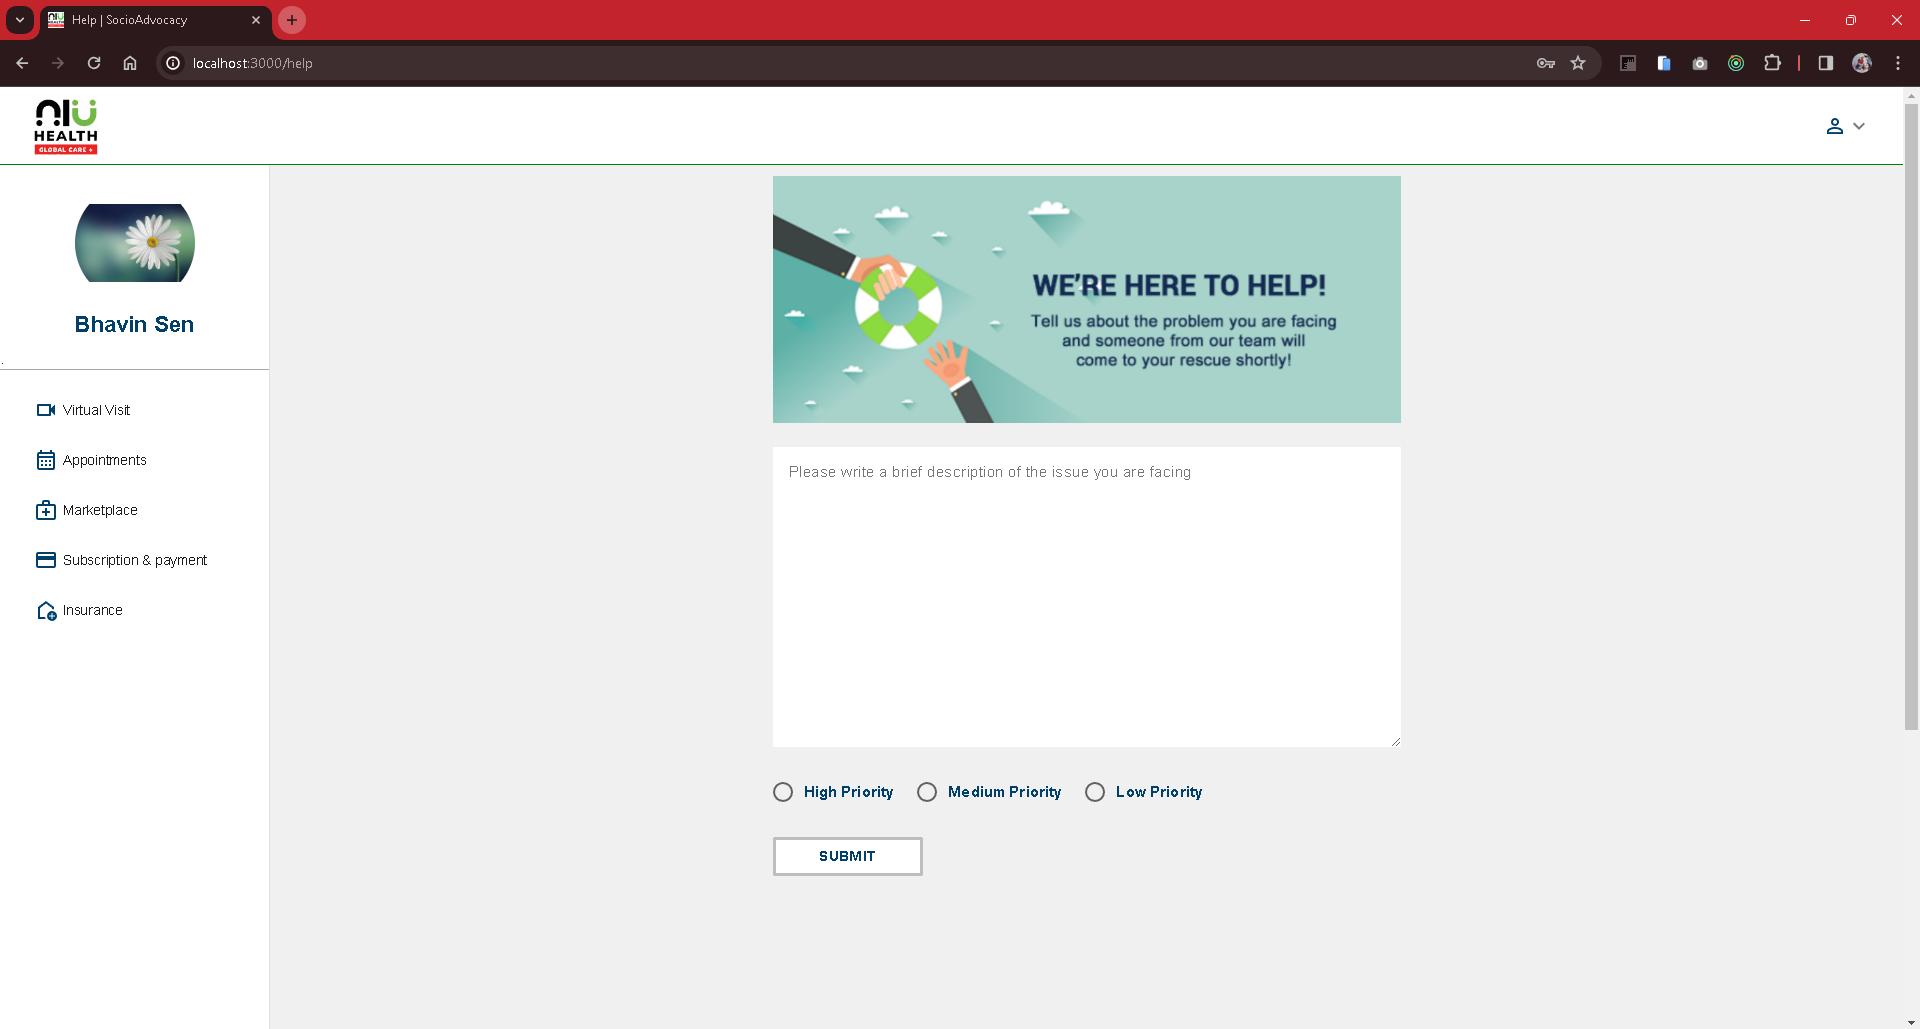 Help | SocioAdvocacy
localhost:3000/help
NIU
HEALTH
GLOBAL CARE +
Bhavin Sen
.
Virtual Visit
Appointments
Marketplace
Subscription & payment
Insurance
WE'RE HERE TO HELP!
Tell us about the problem you are facing
and someone from our team will
come to your rescue shortly!
Please write a brief description of the issue you are facing
High Priority Medium Priority Low Priority
SUBMIT